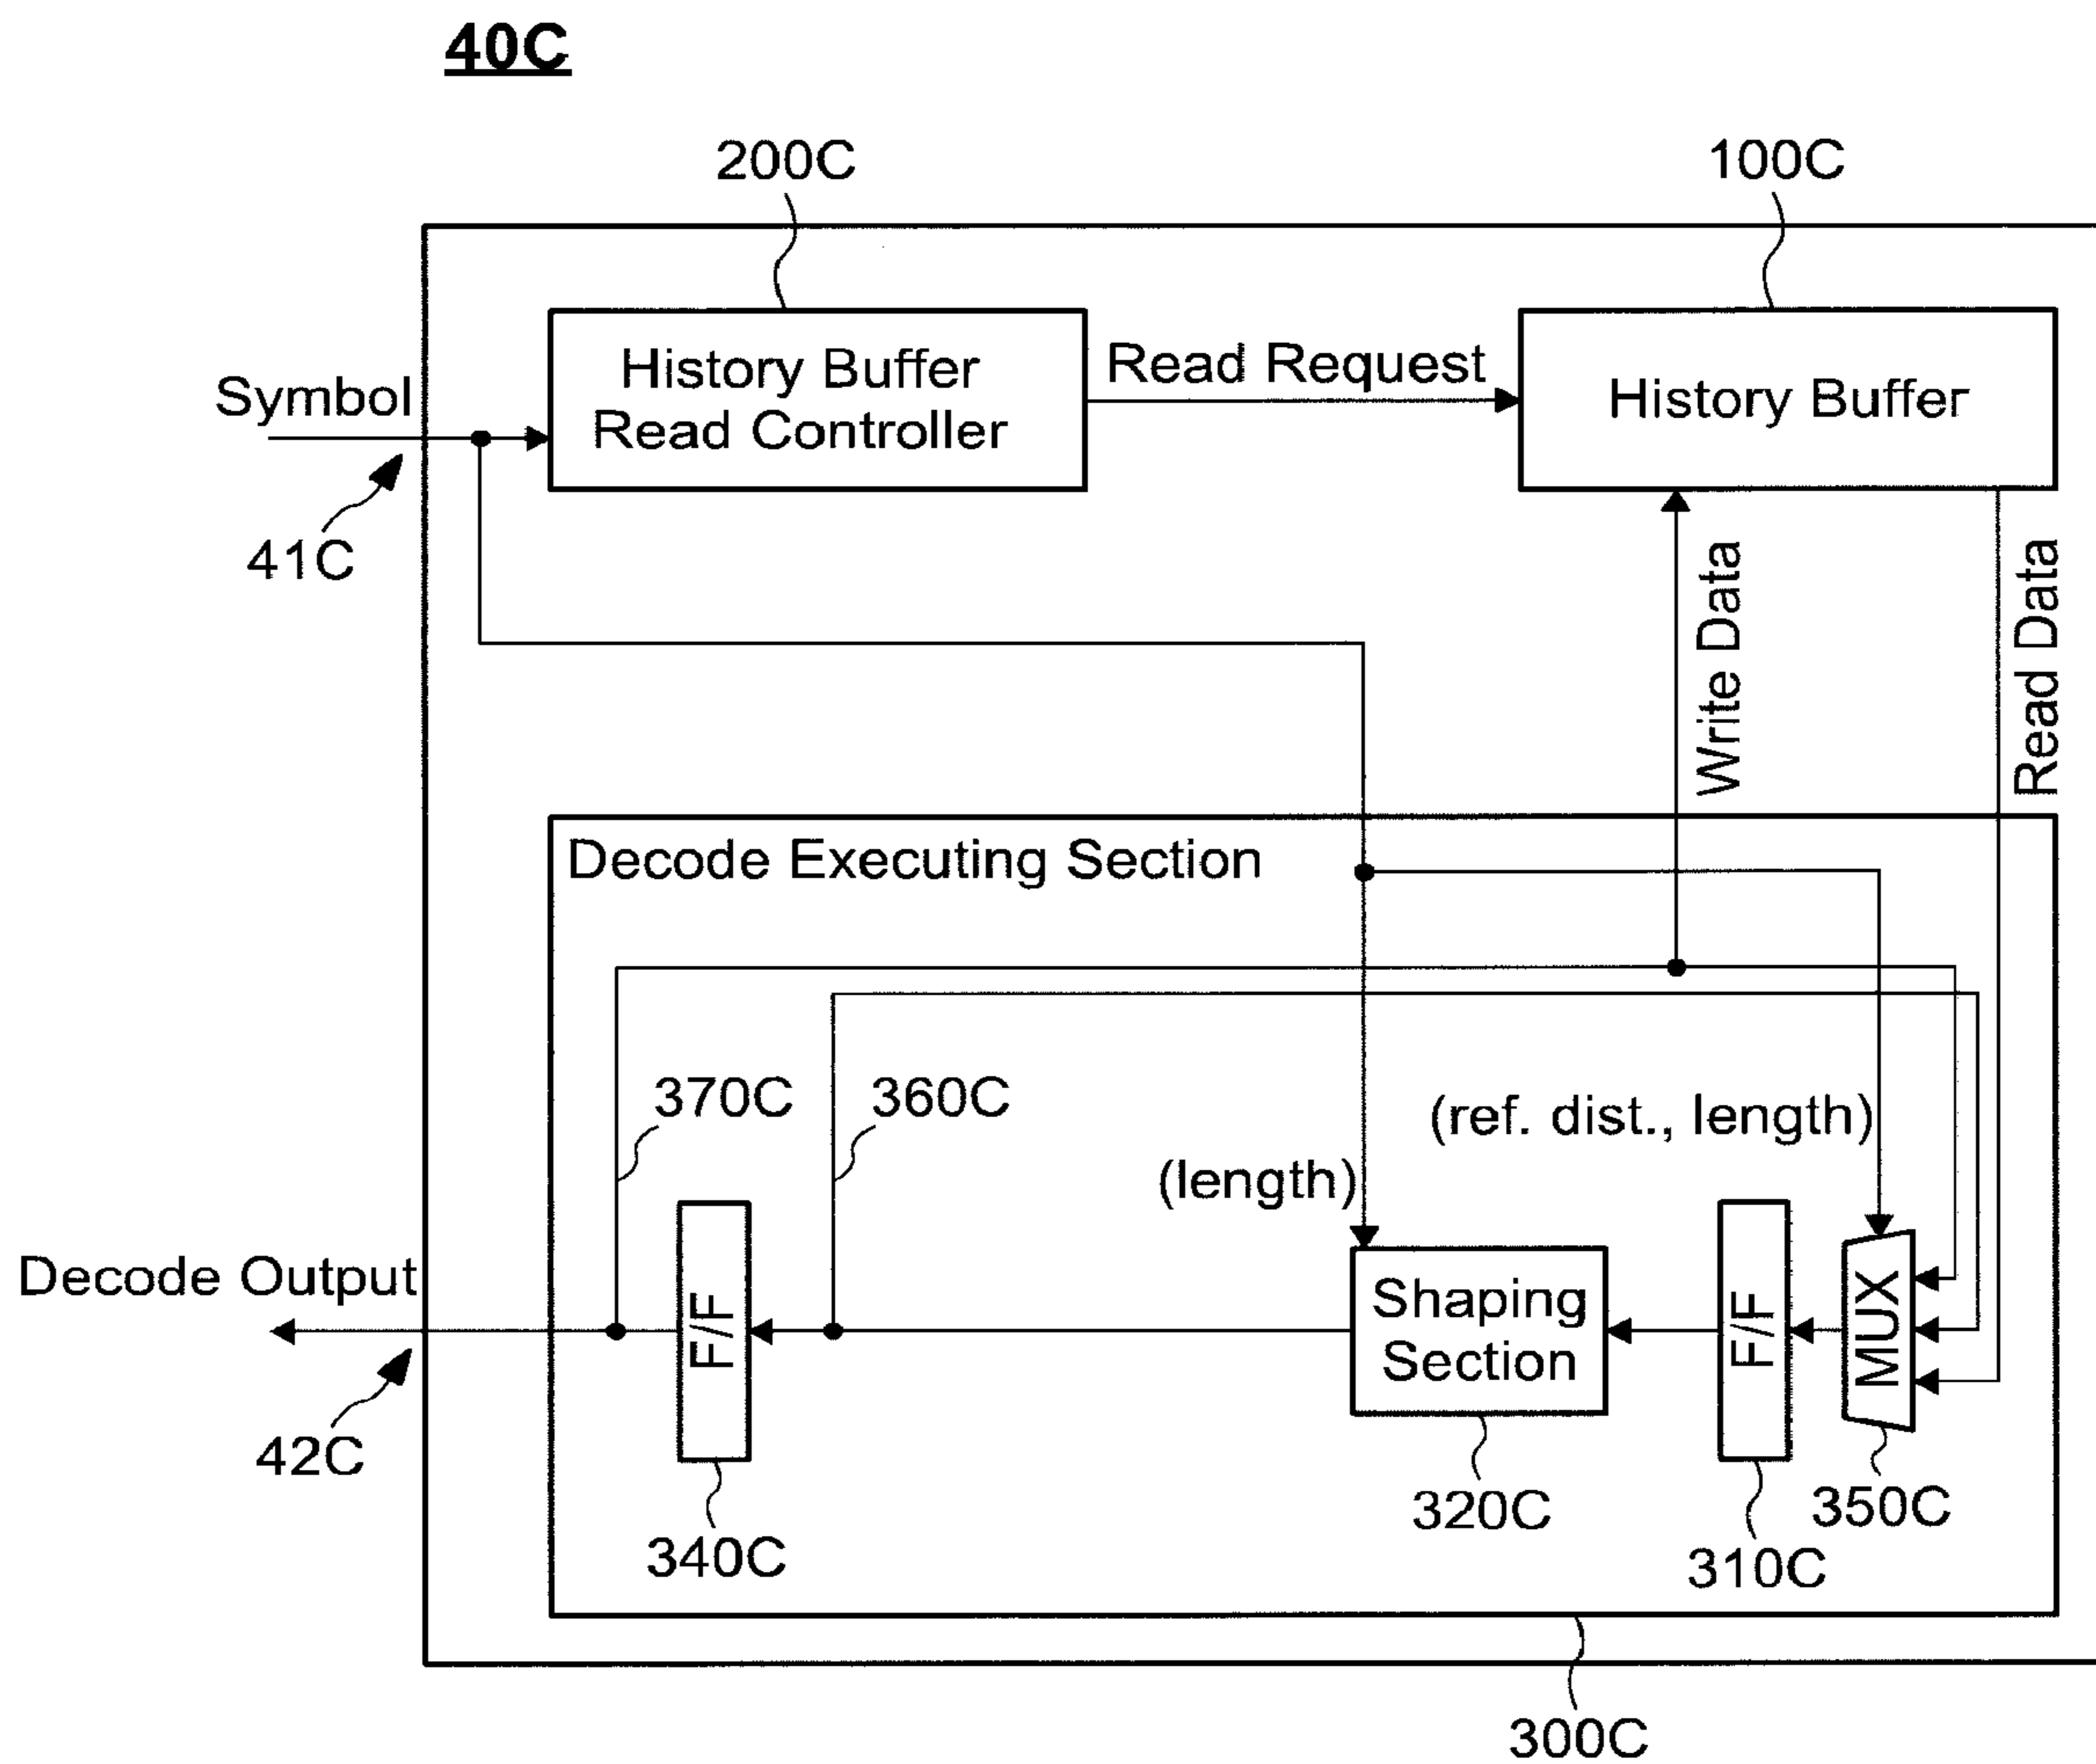 40C
200C
100C
History Buffer
Read Controller
Read Request
History Buffer
Symbol
41C
Write Data
Read Data
Decode Executing Section
370C
360C
(ref. dist., length)
(length)
Decode Output
F/F
Shaping
Section
F/F
MUX
42C
340C
320C
310C
350C
300C